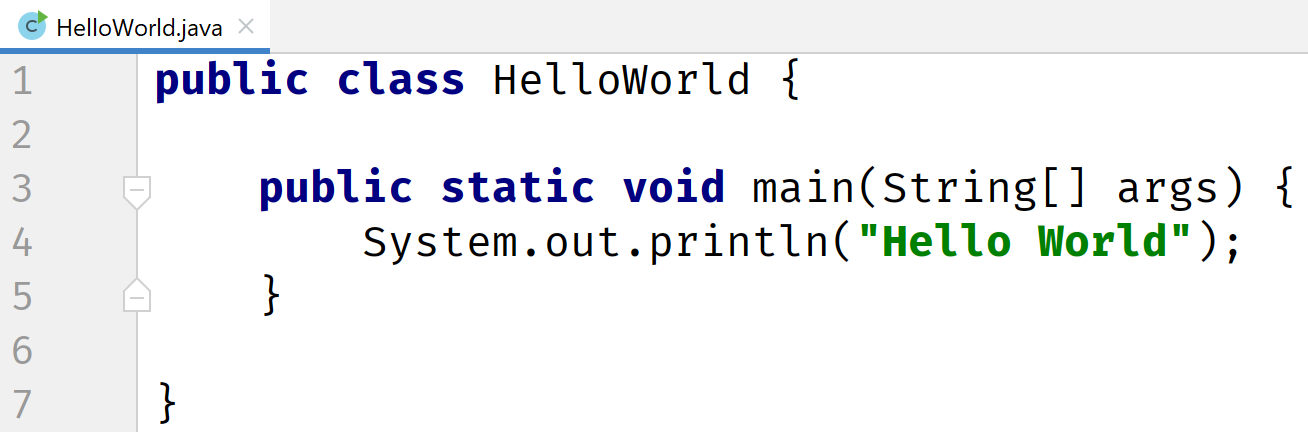 HelloWorld.java
1 public class HelloWorld {
2
3     public static void main(String[] args) {
4         System.out.println("Hello World");
5     }
6
7 }